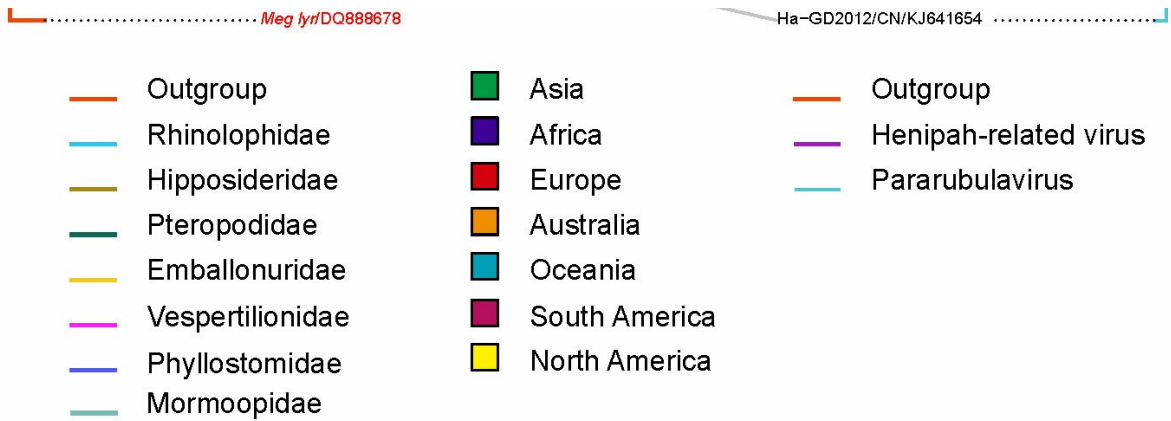 Meg lyr/DQ888678
Ha−GD2012/CN/KJ641654
Outgroup
Rhinolophidae
Hipposideridae
Pteropodidae
Emballonuridae
Vespertilionidae
Phyllostomidae
Mormoopidae
Asia
Africa
Europe
Australia
Oceania
South America
North America
Outgroup
Henipah-related virus
Pararubulavirus